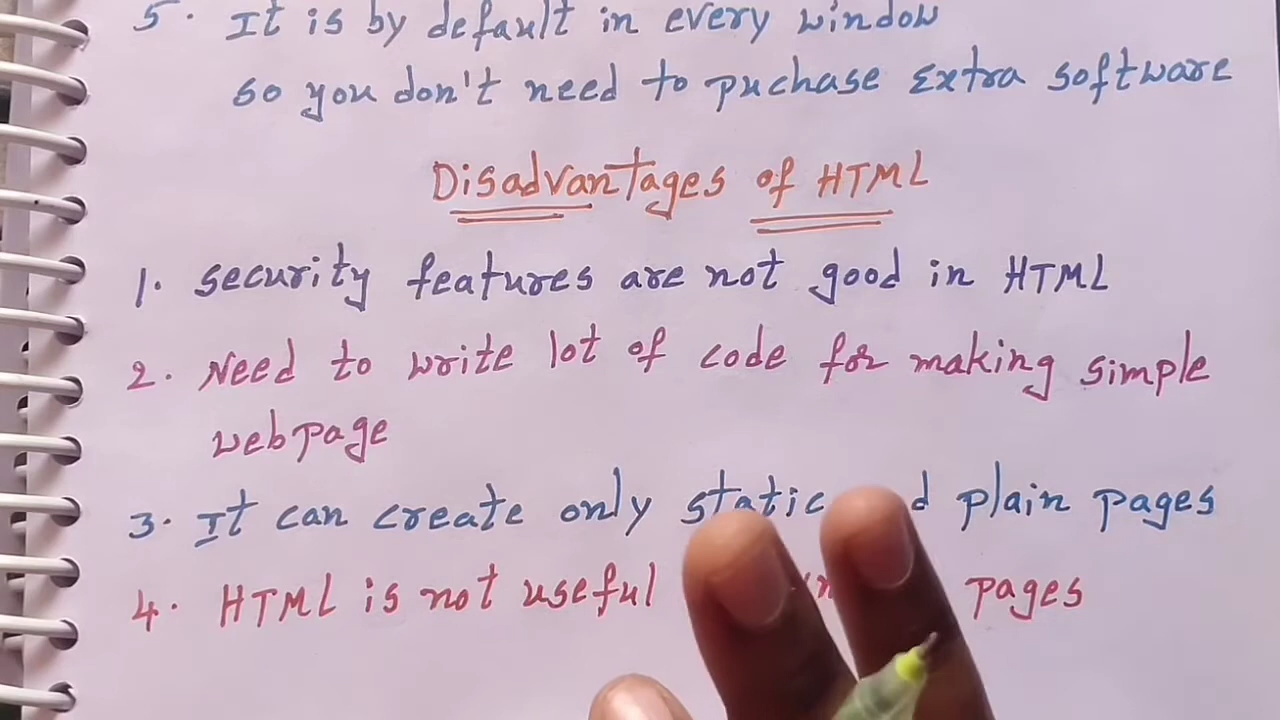 5. It is by default in every window
so you don't need to puchase Extra software
Disadvantages of HTML
1. security features are not good in HTML
2. Need to write lot of code for making simple
webpage
3. It can create only static plain pages
4. HTML is not useful pages